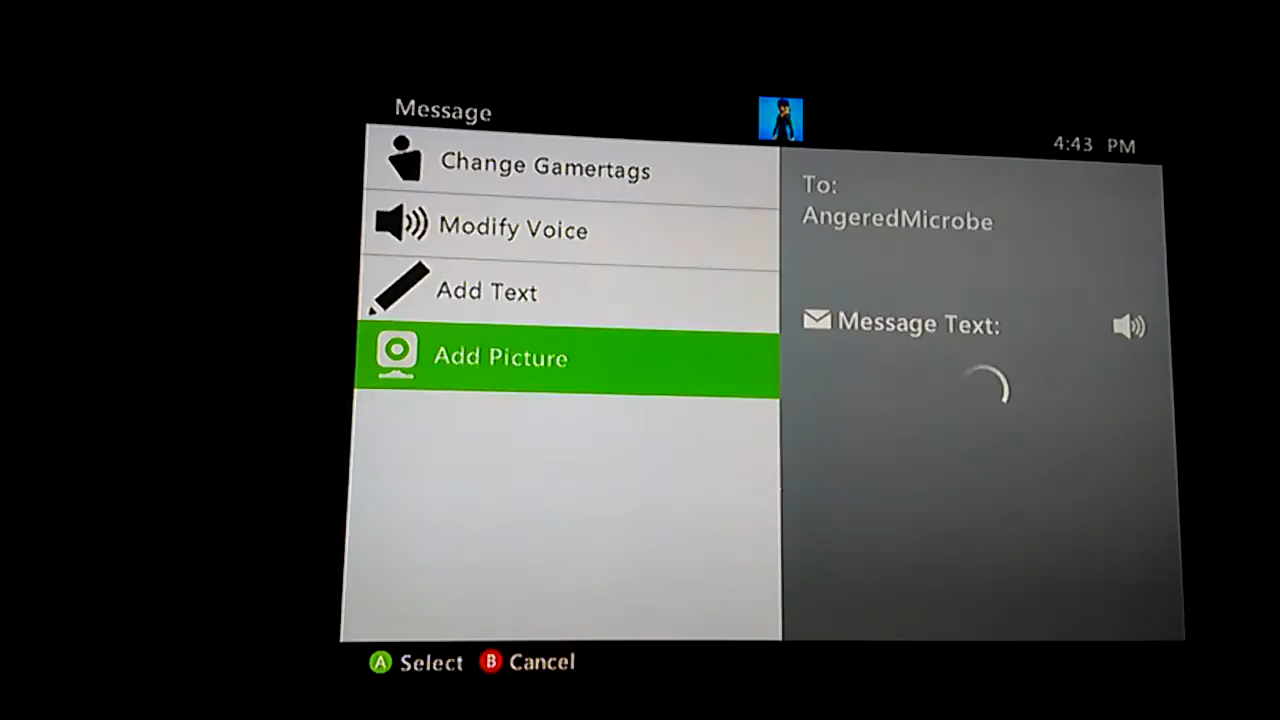 Message
4:43 PM
Change Gamertags
Modify Voice
Add Text
Add Picture
To:
AngeredMicrobe
Message Text:
A Select B Cancel